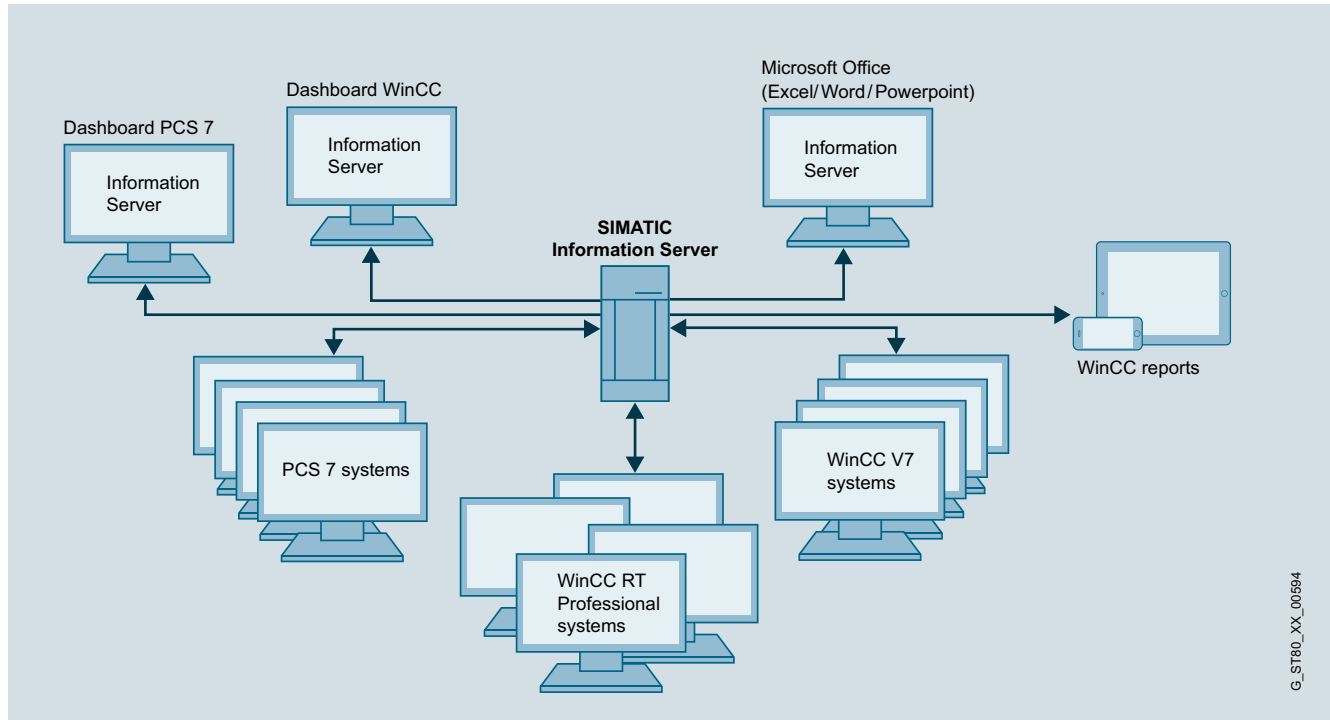 Microsoft Office
(Excel/Word/Powerpoint)
Dashboard WinCC
Dashboard PCS 7
Information
Server
Information
Server
Information
Server
SIMATIC
Information Server
WinCC reports
PCS 7 systems
WinCC V7
systems
WinCC RT
Professional
systems
G_ST80_XX_00594